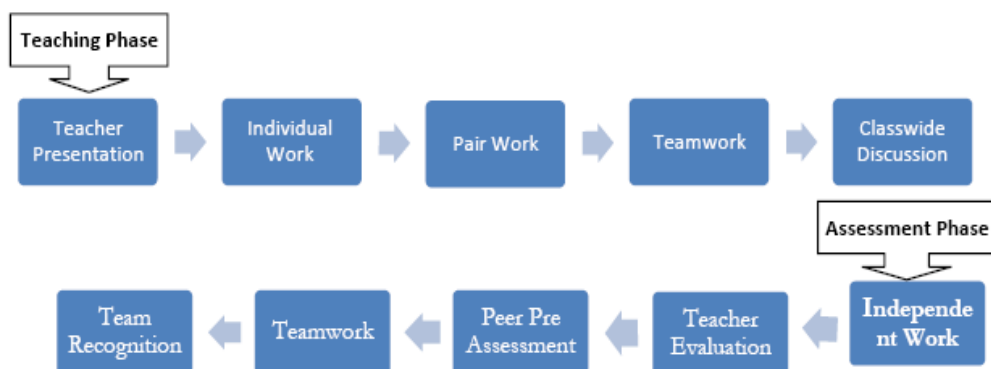 Teaching Phase
Teacher
Presentation
Individual
Work
Pair Work
Teamwork
Classwide
Discussion
Assessment Phase
Independe
nt Work
Teacher
Evaluation
Peer Pre
Assessment
Teamwork
Team
Recognition